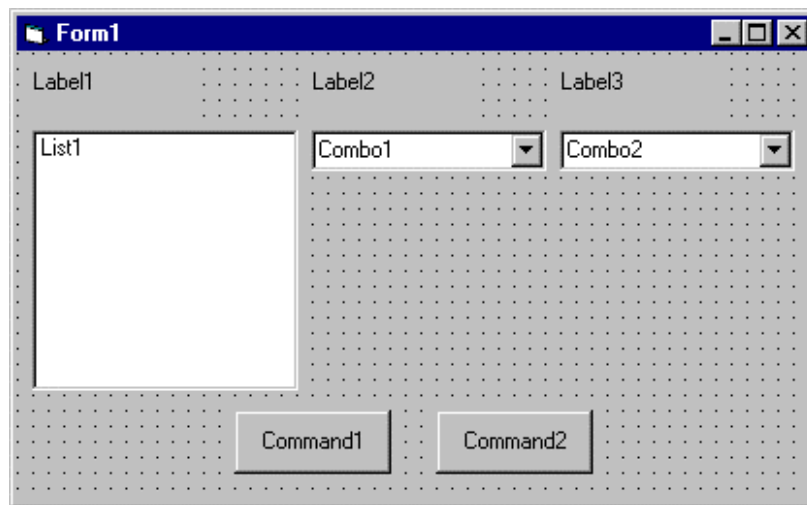 Form1
Label1 Label2 Label3
List1 Combo1 Combo2
Command1 Command2